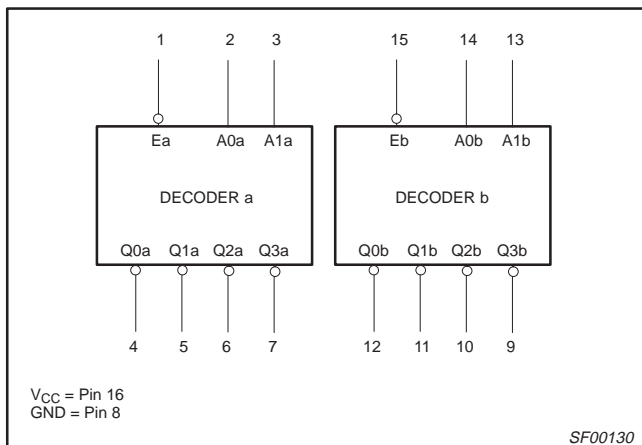 1 2 3 15 14 13
Ea A0a A1a Eb A0b A1b
DECODER a DECODER b
Q0a Q1a Q2a Q3a Q0b Q1b Q2b Q3b
4 5 6 7 12 11 10 9
VCC = Pin 16
GND = Pin 8
SF00130